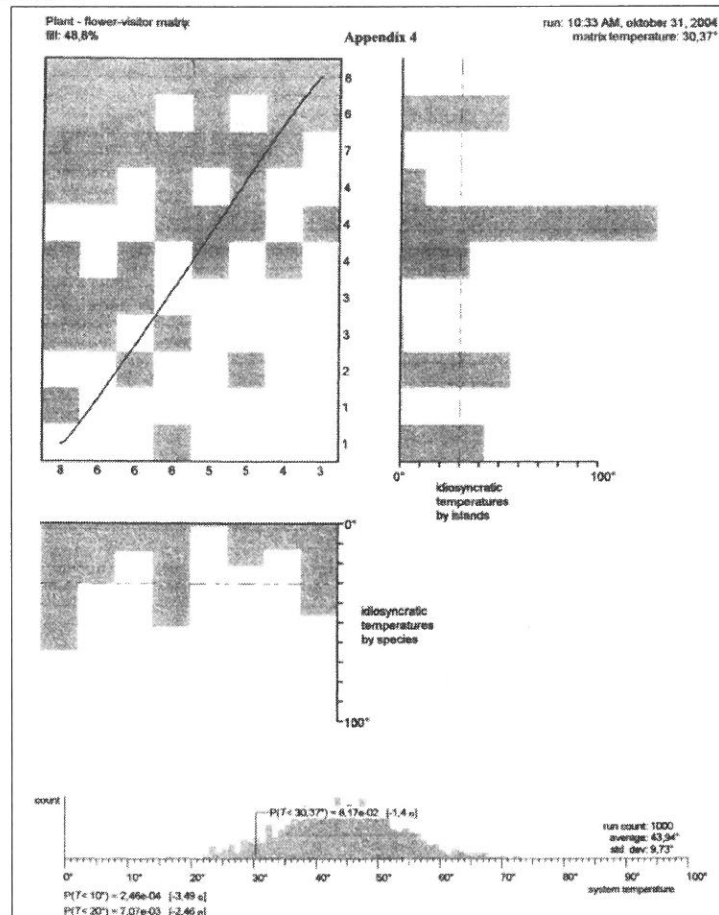 Plant - flower-visitor matrix
fill: 48,8%
Appendix 4
run: 10:33 AM, oktober 31, 2004
matrix temperature: 30,37°
8
6
7
4
4
4
3
3
2
1
1
8 6 6 6 5 5 4 3
0° 100°
idiosyncratic
temperatures
by islands
0°
idiosyncratic
temperatures
by species
100°
count
P(T< 30,37°) = 8,17e-02 [-1,4 σ]
run count: 1000
average: 43,94°
std. dev: 9,73°
0° 10° 20° 30° 40° 50° 60° 70° 80° 90° 100°
system temperature
P(T< 10°) = 2,46e-04 [-3,49 σ]
P(T< 20°) = 7,07e-03 [-2,46 σ]